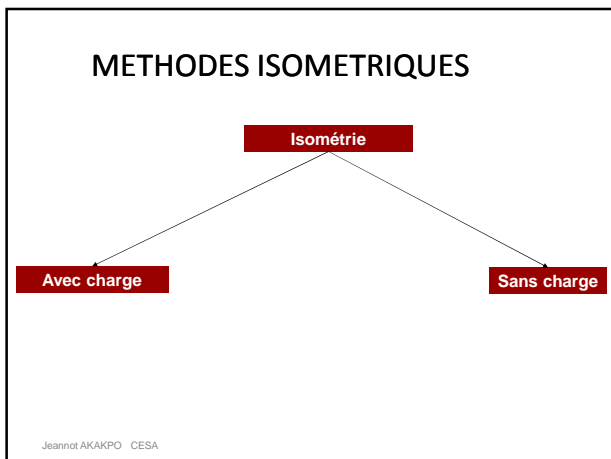 METHODES ISOMETRIQUES
Isométrie
Avec charge
Sans charge
Jeannot AKAKPO CESA